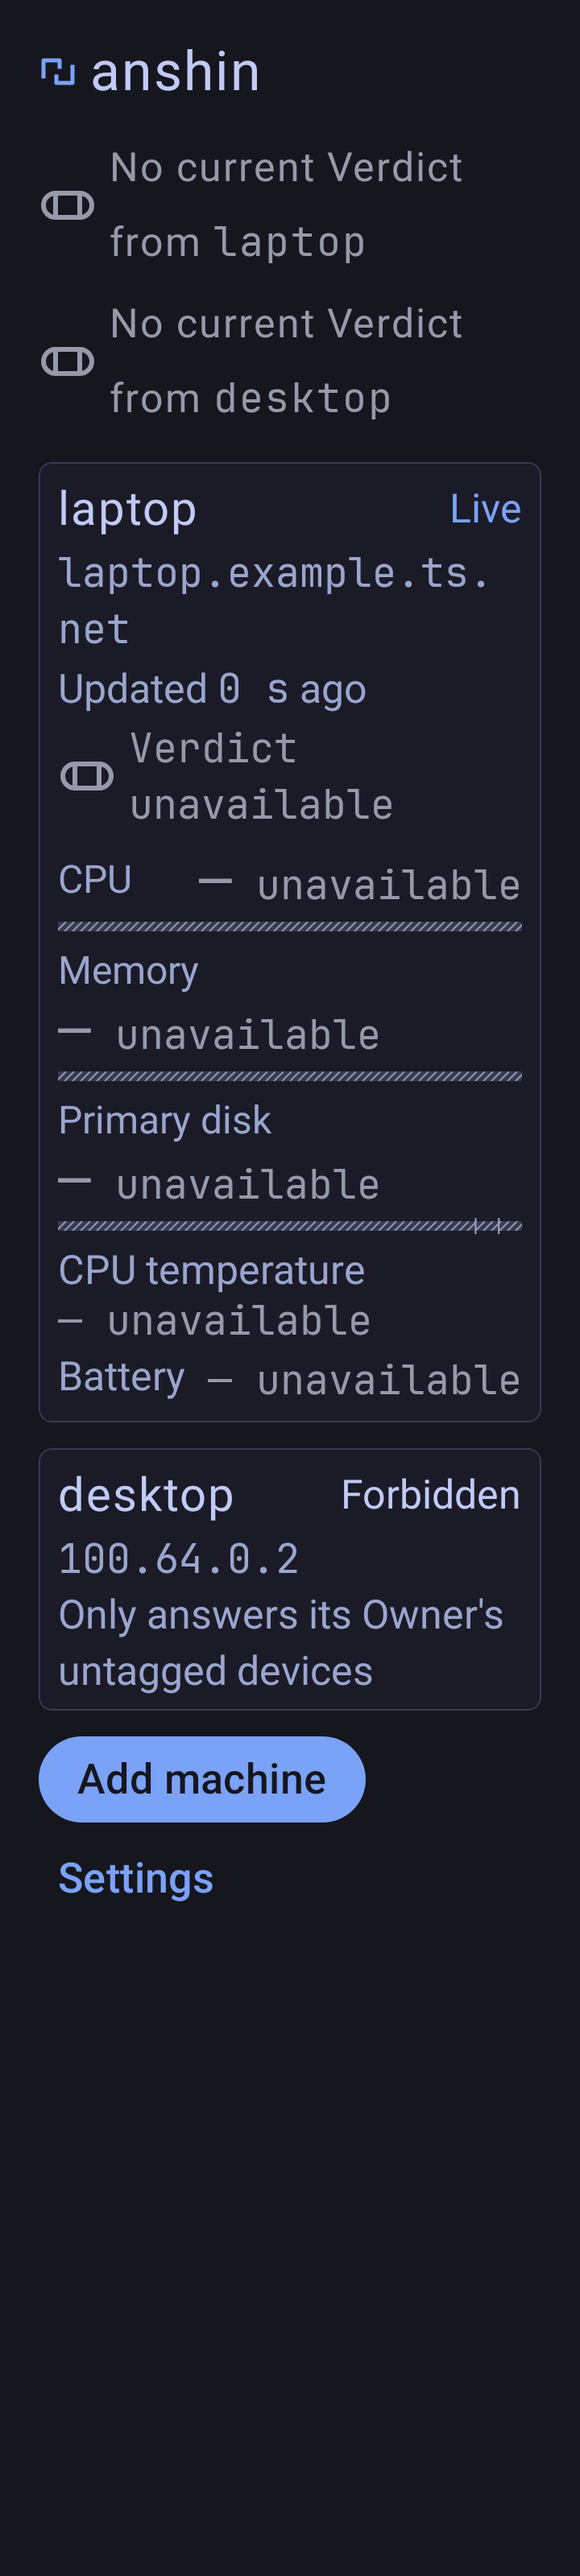 anshin
No current Verdict
from laptop
No current Verdict
from desktop
laptop Live
laptop.example.ts.
net
Updated 0 s ago
Verdict
unavailable
CPU — unavailable
Memory
— unavailable
Primary disk
— unavailable
CPU temperature
— unavailable
Battery — unavailable
desktop Forbidden
100.64.0.2
Only answers its Owner's
untagged devices
Add machine
Settings